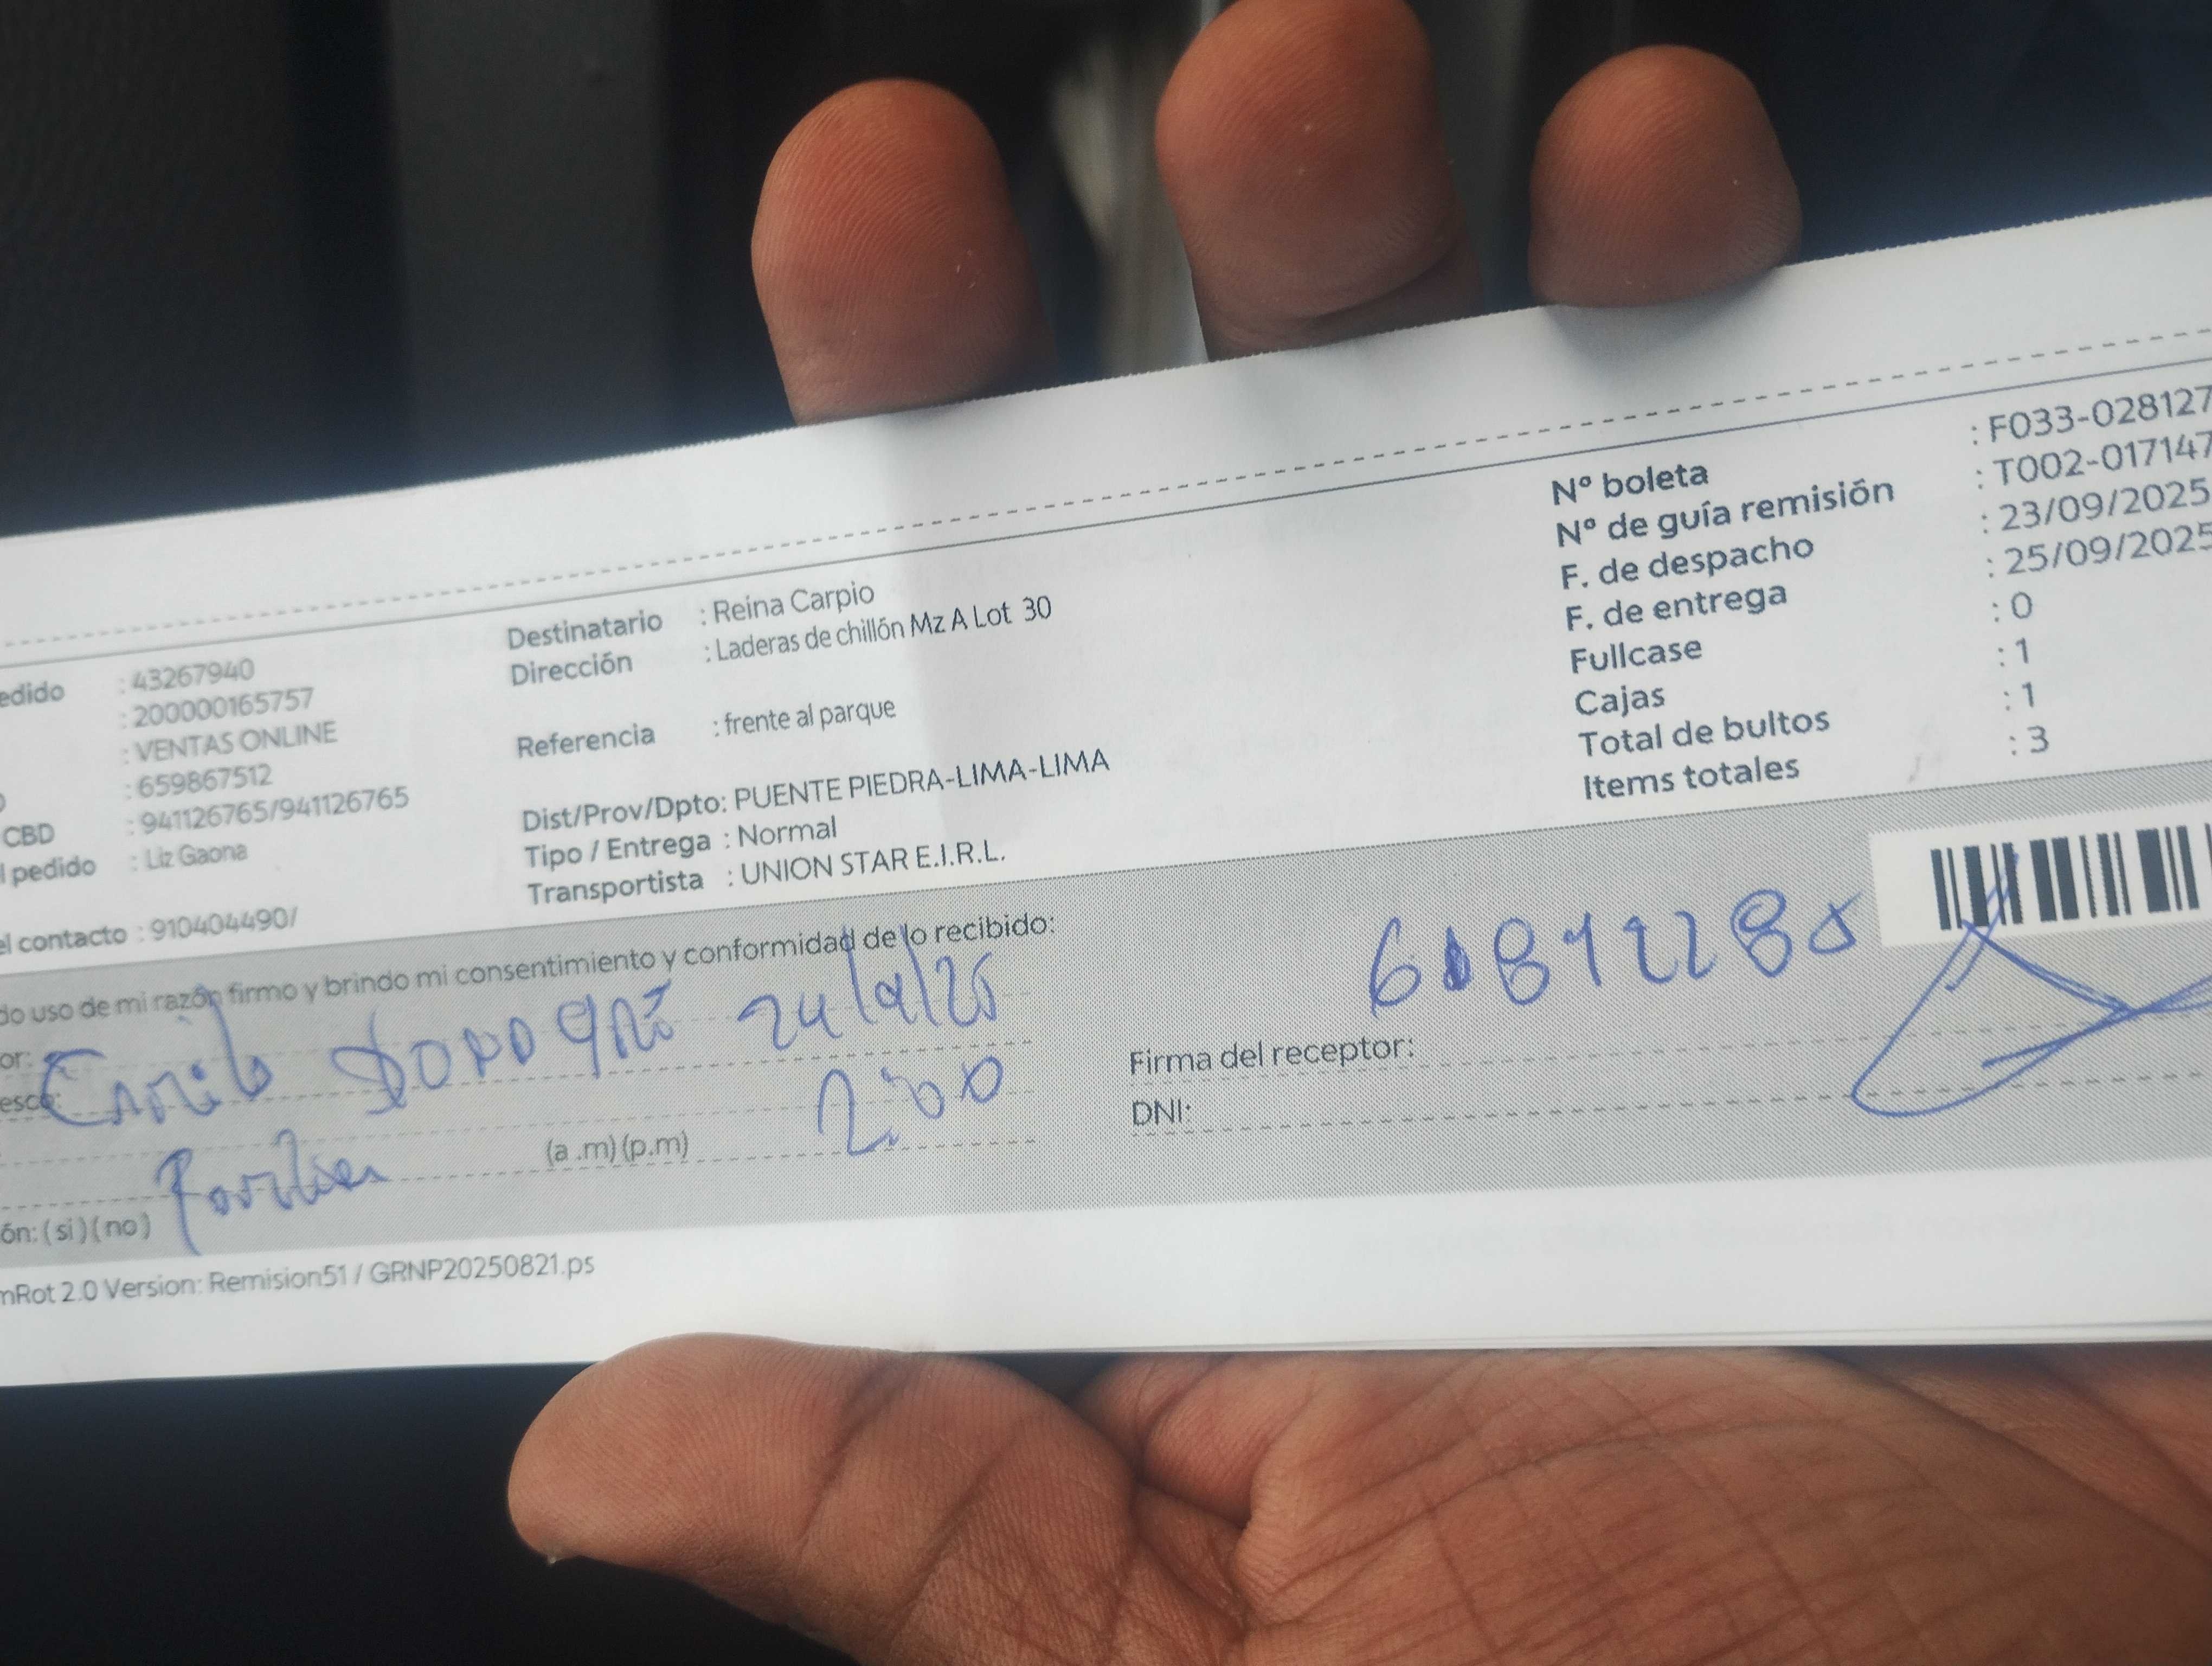 edido : 43267940
: 200000165757
: VENTAS ONLINE
: 659867512
CBD : 941126765/941126765
l pedido : Liz Gaona
el contacto : 910404490/
Destinatario : Reina Carpio
Dirección : Laderas de chillón Mz A Lot 30
Referencia : frente al parque
Dist/Prov/Dpto: PUENTE PIEDRA-LIMA-LIMA
Tipo / Entrega : Normal
Transportista : UNION STAR E.I.R.L.
Nº boleta : F033-028127
Nº de guía remisión : T002-017147
F. de despacho : 23/09/2025
F. de entrega : 25/09/2025
Fullcase : 0
Cajas : 1
Total de bultos : 1
Items totales : 3
do uso de mi razón firmo y brindo mi consentimiento y conformidad de lo recibido:
or: 24/9/25
esco:
(a .m) (p.m) 2:00
ón: (si) (no)
Firma del receptor:
DNI:
mRot 2.0 Version: Remision51 / GRNP20250821.ps